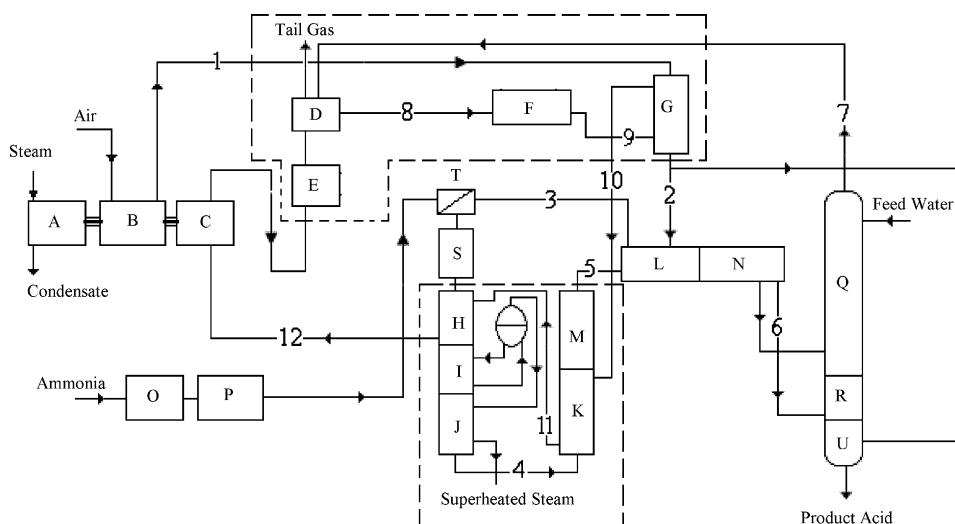 Tail Gas
1
Air
D
8
F
G
7
Steam
9
E
T
10
2
A
B
C
3
Feed Water
S
5
L
N
Condensate
Q
H
M
12
6
I
Ammonia
O
P
R
J
11
K
U
4
Superheated Steam
Product Acid